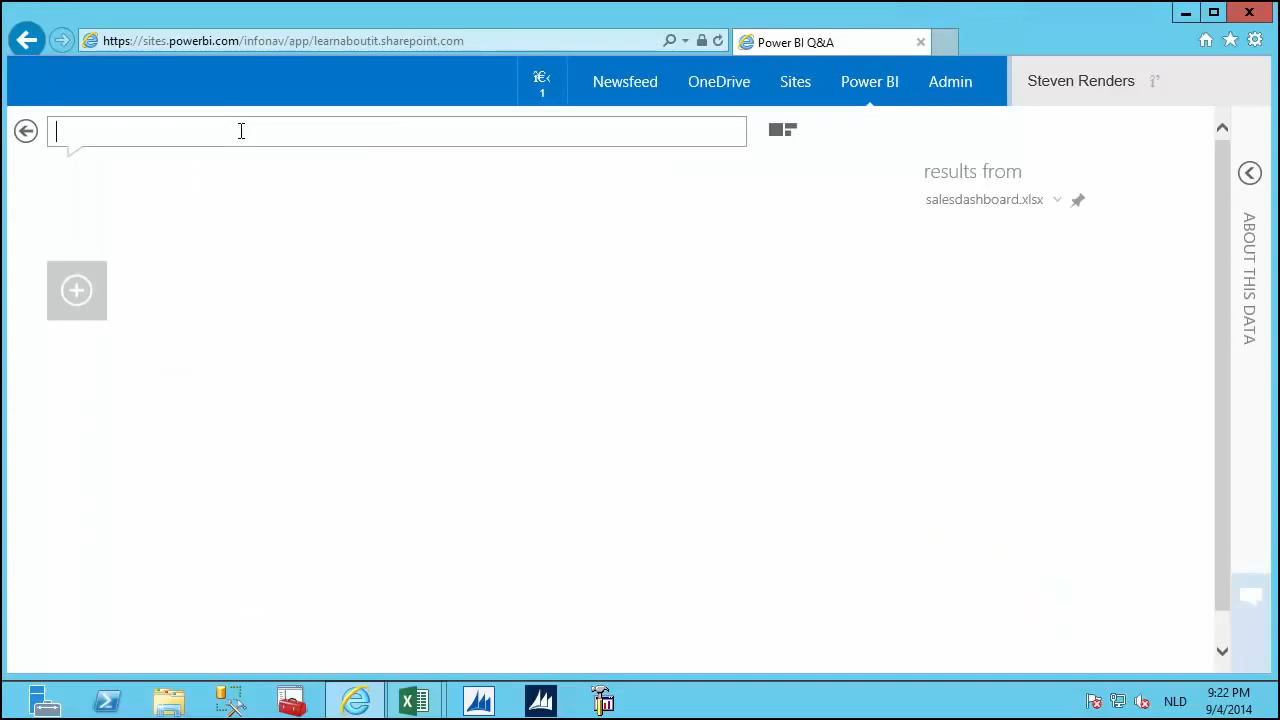 https://sites.powerbi.com/infonav/app/learnaboutit.sharepoint.com
Power BI Q&A
1
Newsfeed
OneDrive
Sites
Power BI
Admin
Steven Renders
results from
salesdashboard.xlsx
ABOUT THIS DATA
NLD
9:22 PM
9/4/2014